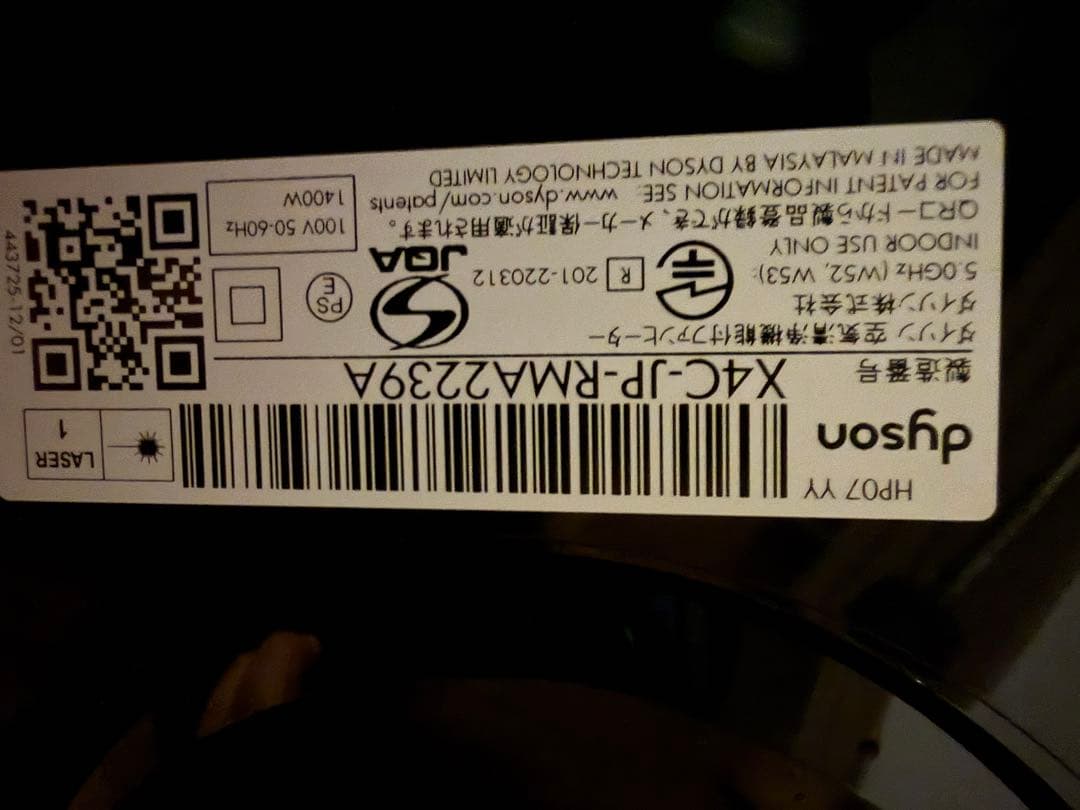 HP07 YY
dyson
LASER
1
製造番号
X4C-JP-RMA2239A
ダイソン 空気清浄機能付ファンヒーター
ダイソン株式会社
5.0GHz (W52, W53):
INDOOR USE ONLY
R 201-220312
JQA
PS
E
QRコードから製品登録ができ、メーカー保証が適用されます。
FOR PATENT INFORMATION SEE: www.dyson.com/patents
MADE IN MALAYSIA BY DYSON TECHNOLOGY LIMITED
100V 50-60Hz
1400W
443725-12/01